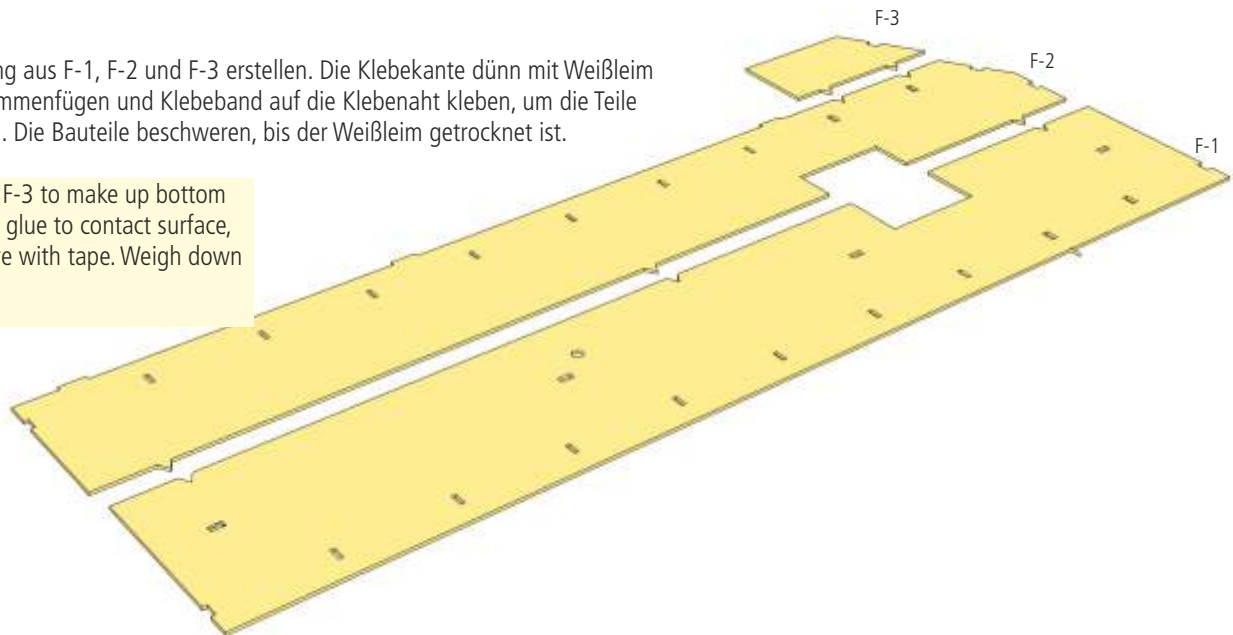 F-3
F-2
F-1
aus F-1, F-2 und F-3 erstellen. Die Klebekante dünn mit Weißleim
und Klebeband auf die Klebenaht kleben, um die Teile
. Die Bauteile beschweren, bis der Weißleim getrocknet ist.
F-3 to make up bottom
glue to contact surface,
with tape. Weigh down